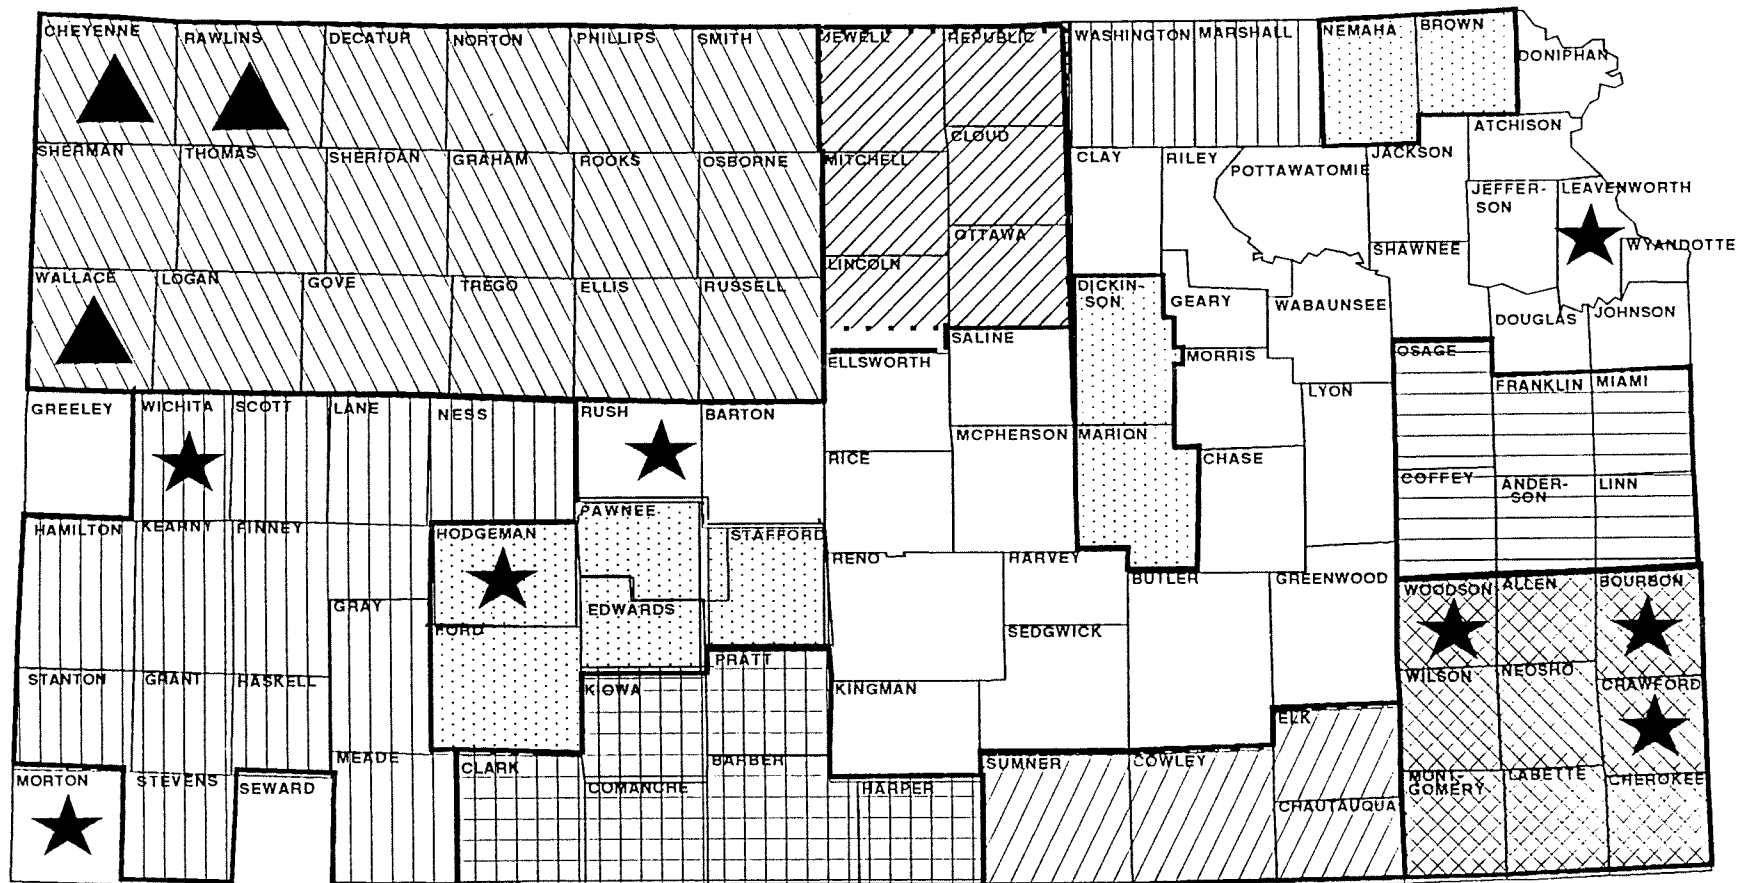 CHEYENNE
RAWLINS
DECATUR
NORTON
PHILLIPS
SMITH
JEWELL
REPUBLIC
WASHINGTON
MARSHALL
NEMAHA
BROWN
DONIPHAN
SHERMAN
THOMAS
SHERIDAN
GRAHAM
ROOKS
OSBORNE
MITCHELL
CLOUD
CLAY
RILEY
POTTAWATOMIE
JACKSON
ATCHISON
JEFFER-
SON
LEAVENWORTH
WYANDOTTE
SHAWNEE
OTTAWA
LINCOLN
WALLACE
LOGAN
GOVE
TREGO
ELLIS
RUSSELL
DICKIN-
SON
GEARY
WABAUNSEE
DOUGLAS
JOHNSON
SALINE
ELLSWORTH
MORRIS
OSAGE
FRANKLIN
MIAMI
LYON
GREELEY
WICHITA
SCOTT
LANE
NESS
RUSH
BARTON
MCPHERSON
MARION
RICE
CHASE
COFFEY
ANDER-
SON
LINN
HAMILTON
KEARNY
FINNEY
HODGEMAN
PAWNEE
STAFFORD
RENO
HARVEY
BUTLER
GREENWOOD
WOODSON
ALLEN
BOURBON
GRAY
FORD
EDWARDS
SEDGWICK
PRATT
STANTON
GRANT
HASKELL
KIOWA
KINGMAN
WILSON
NEOSHO
CRAWFORD
ELK
MORTON
STEVENS
SEWARD
MEADE
CLARK
COMANCHE
BARBER
HARPER
SUMNER
COWLEY
CHAUTAUQUA
MONT-
GOMERY
LABETTE
CHEROKEE